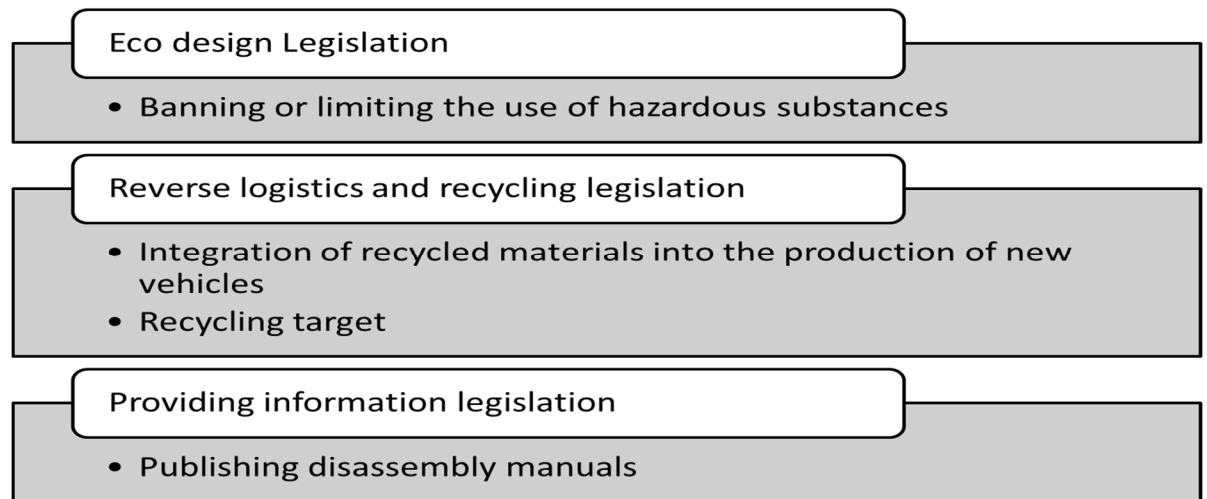 Eco design Legislation
• Banning or limiting the use of hazardous substances
Reverse logistics and recycling legislation
• Integration of recycled materials into the production of new
vehicles
• Recycling target
Providing information legislation
• Publishing disassembly manuals